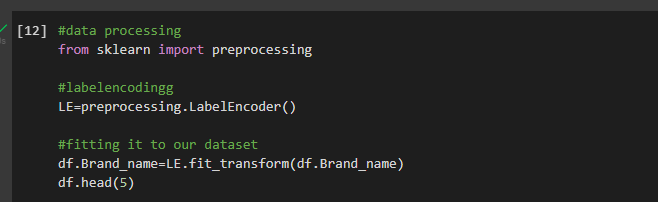 [12] #data processing
from sklearn import preprocessing
#labelencodingg
LE=preprocessing.LabelEncoder()
#fitting it to our dataset
df.Brand_name=LE.fit_transform(df.Brand_name)
df.head(5)